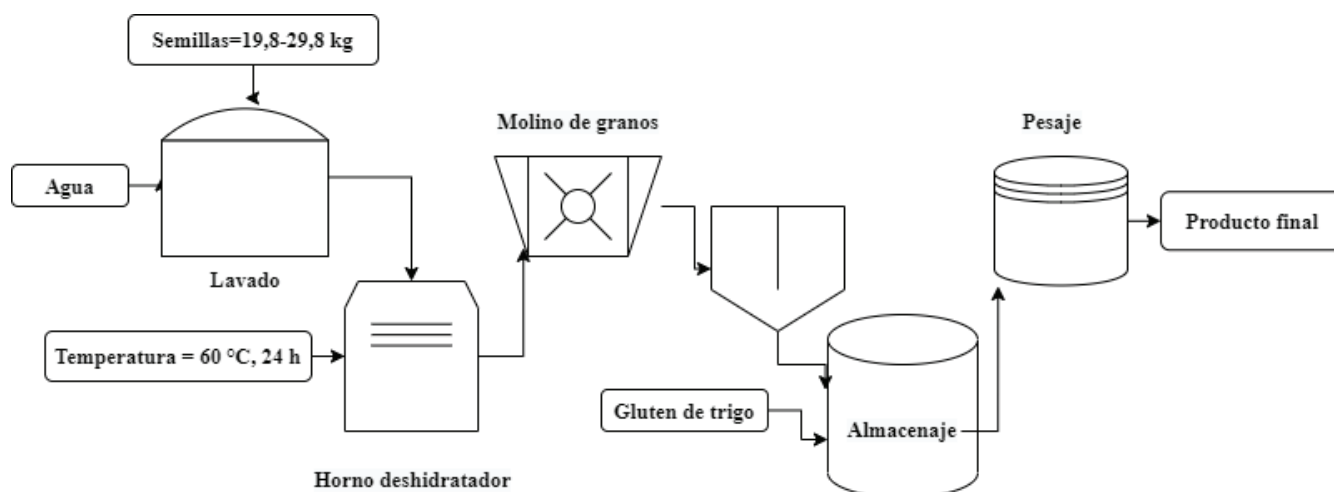 Semillas=19,8-29,8 kg
Molino de granos
Pesaje
Agua
Producto final
Lavado
Temperatura = 60 °C, 24 h
Gluten de trigo
Almacenaje
Horno deshidratador